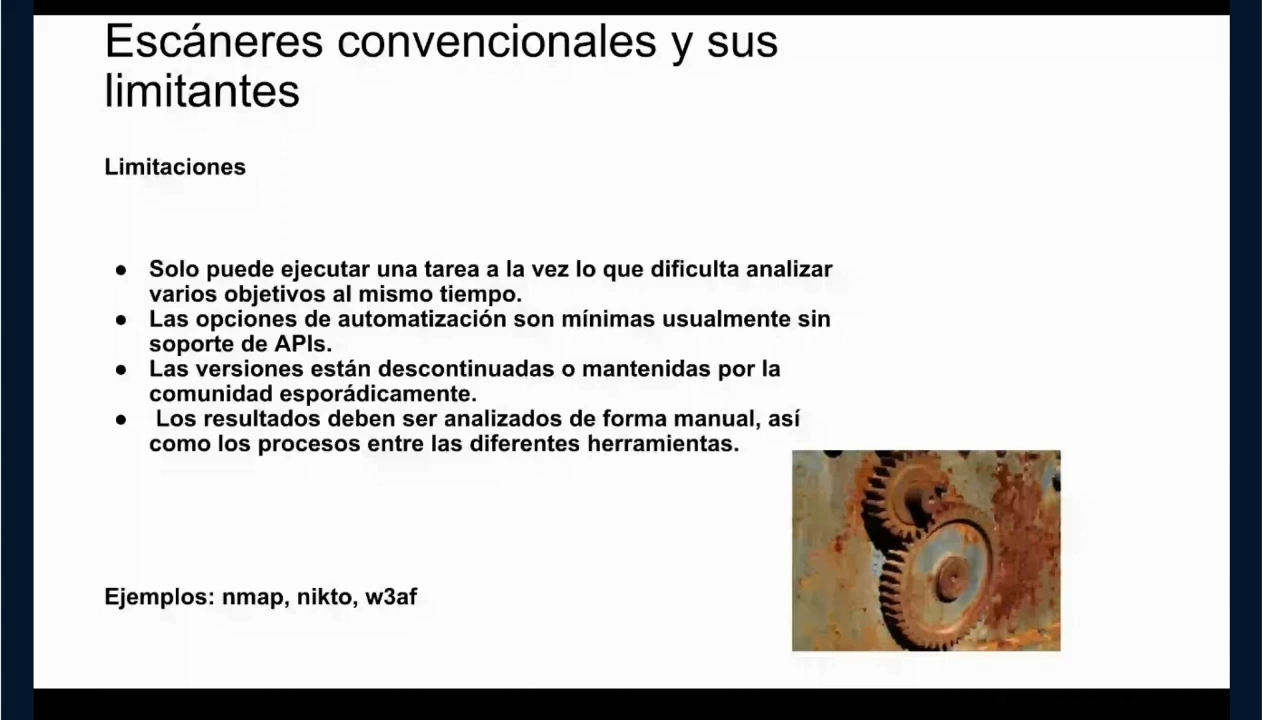 Escáneres convencionales y sus
limitantes
Limitaciones
● Solo puede ejecutar una tarea a la vez lo que dificulta analizar
varios objetivos al mismo tiempo.
● Las opciones de automatización son mínimas usualmente sin
soporte de APIs.
● Las versiones están descontinuadas o mantenidas por la
comunidad esporádicamente.
● Los resultados deben ser analizados de forma manual, así
como los procesos entre las diferentes herramientas.
Ejemplos: nmap, nikto, w3af